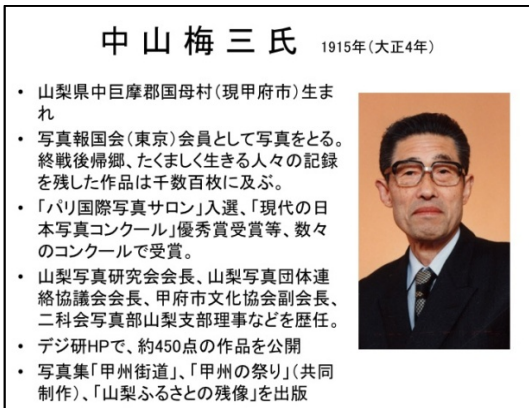 中山梅三氏 1915年(大正4年)
• 山梨県中巨摩郡国母村(現甲府市)生ま
れ
• 写真報国会(東京)会員として写真をとる。
終戦後帰郷、たくましく生きる人々の記録
を残した作品は千数百枚に及ぶ。
• 「パリ国際写真サロン」入選、「現代の日
本写真コンクール」優秀賞受賞等、数々
のコンクールで受賞。
• 山梨写真研究会会長、山梨写真団体連
絡協議会会長、甲府市文化協会副会長、
二科会写真部山梨支部理事などを歴任。
• デジ研HPで、約450点の作品を公開
• 写真集「甲州街道」、「甲州の祭り」(共同
制作)、「山梨ふるさとの残像」を出版